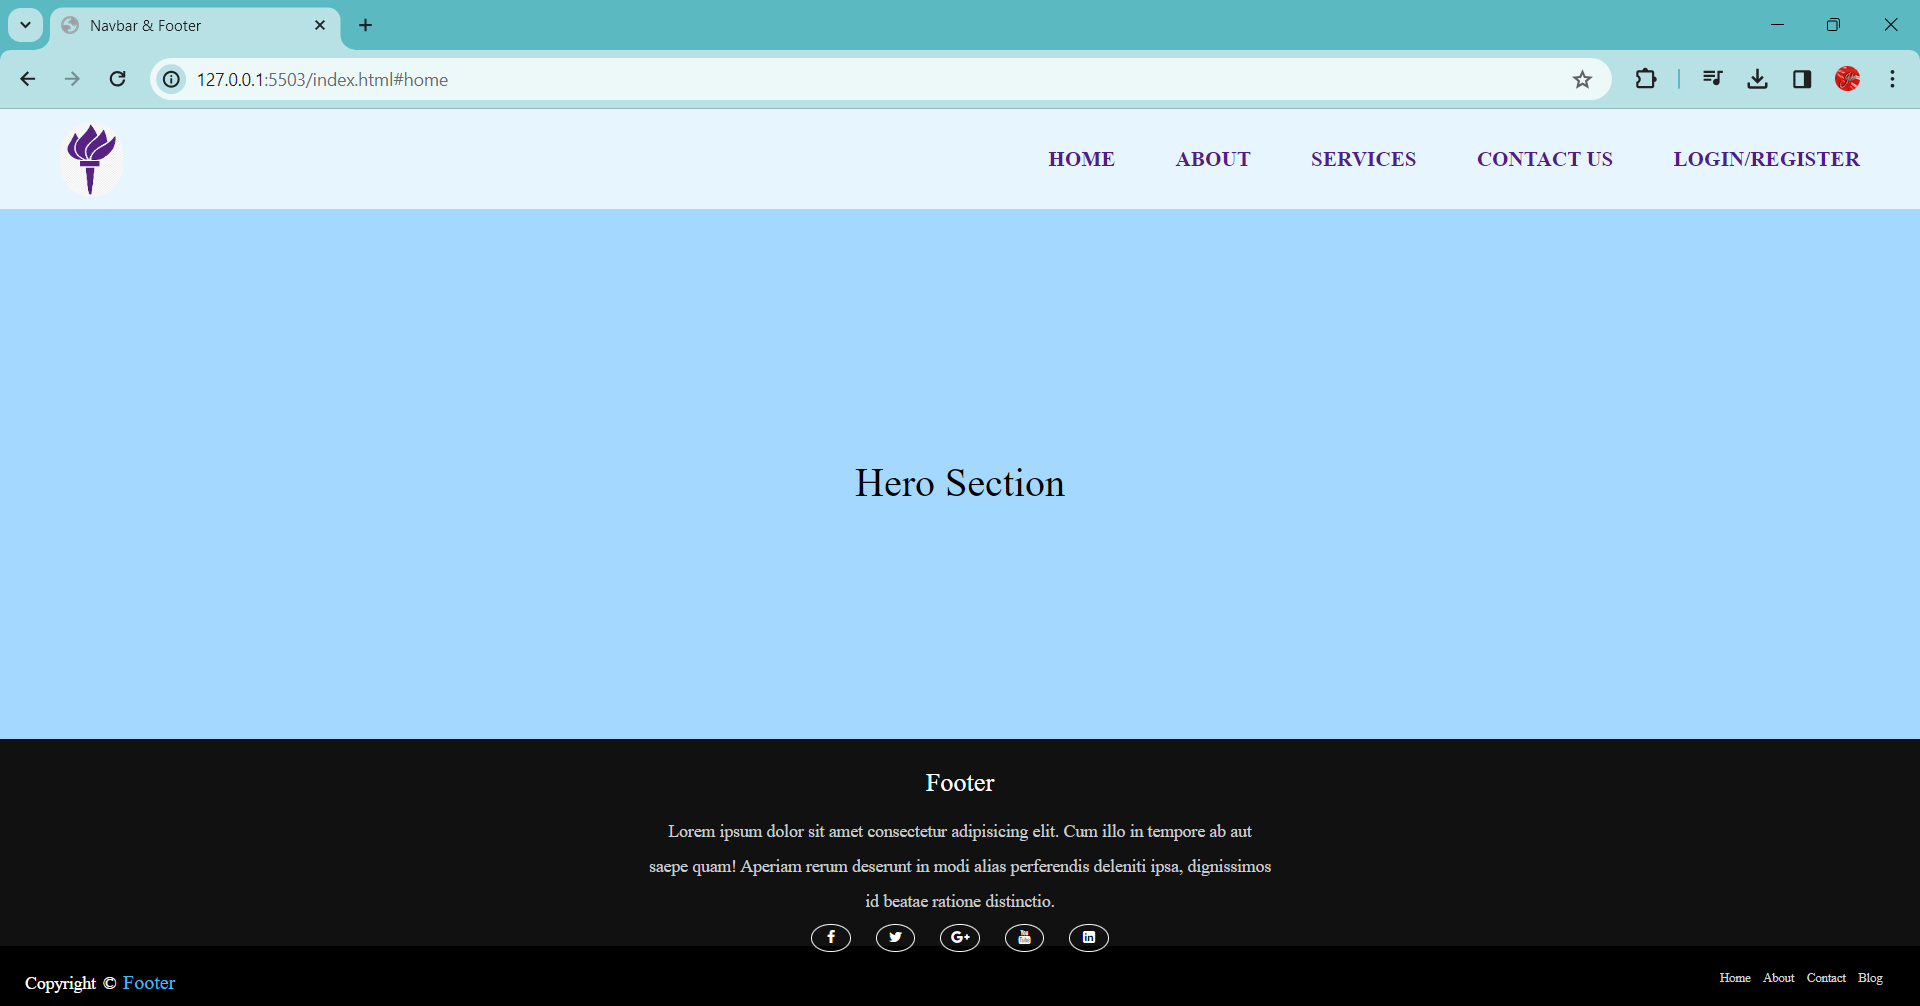 Navbar & Footer
127.0.0.1:5503/index.html#home
HOME ABOUT SERVICES CONTACT US LOGIN/REGISTER
Hero Section
Footer
Lorem ipsum dolor sit amet consectetur adipisicing elit. Cum illo in tempore ab aut
saepe quam! Aperiam rerum deserunt in modi alias perferendis deleniti ipsa, dignissimos
id beatae ratione distinctio.
Copyright © Footer
Home About Contact Blog